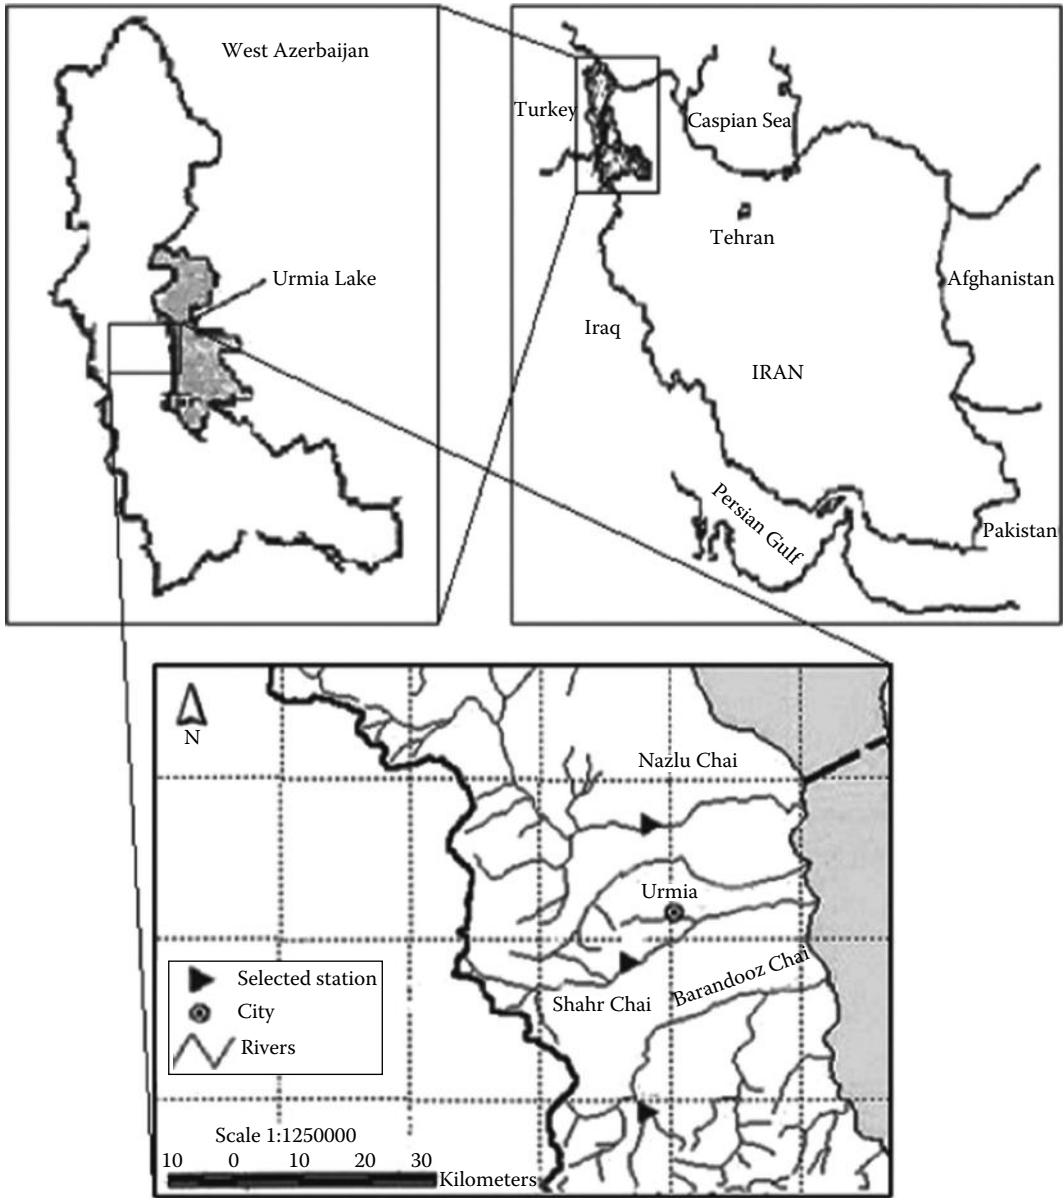 West Azerbaijan
Urmia Lake
Turkey
Caspian Sea
Tehran
Afghanistan
Iraq
IRAN
Persian Gulf
Pakistan
N
Nazlu Chai
Urmia
Barandooz Chai
Shahr Chai
Selected station
City
Rivers
Scale 1:1250000
10 0 10 20 30
Kilometers